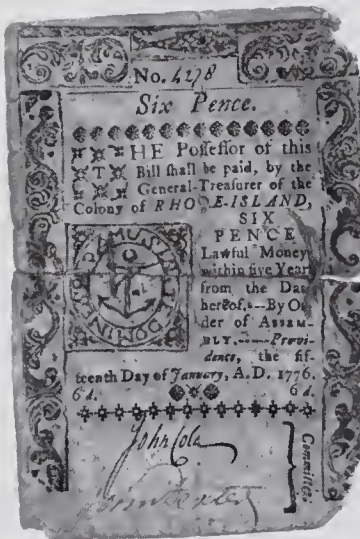 No. 4278
Six Pence.
THE Possessor of this
Bill shall be paid, by the
General-Treasurer of the
Colony of RHODE-ISLAND,
SIX
PENCE
Lawful Money
within five Years
from the Date
hereof.—By Or-
der of ASSEM-
BLY.—Provi-
dence, the fif-
teenth Day of January, A.D. 1776.
6d. 6d.
John Cole
Committee.